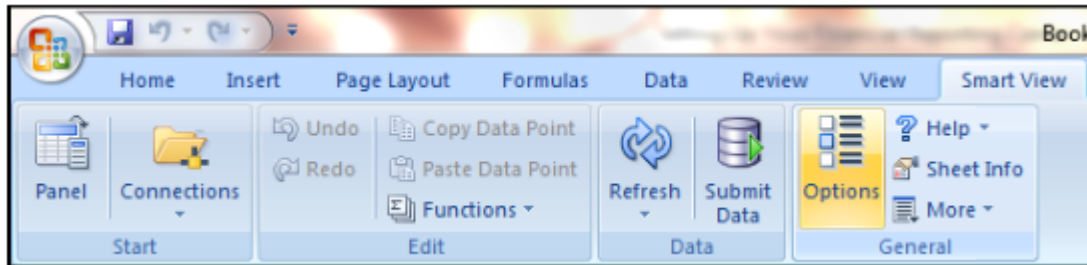 Book
Home Insert Page Layout Formulas Data Review View Smart View
Panel
Connections
Undo
Redo
Copy Data Point
Paste Data Point
Functions
Refresh
Submit
Data
Options
Help
Sheet Info
More
Start Edit Data General